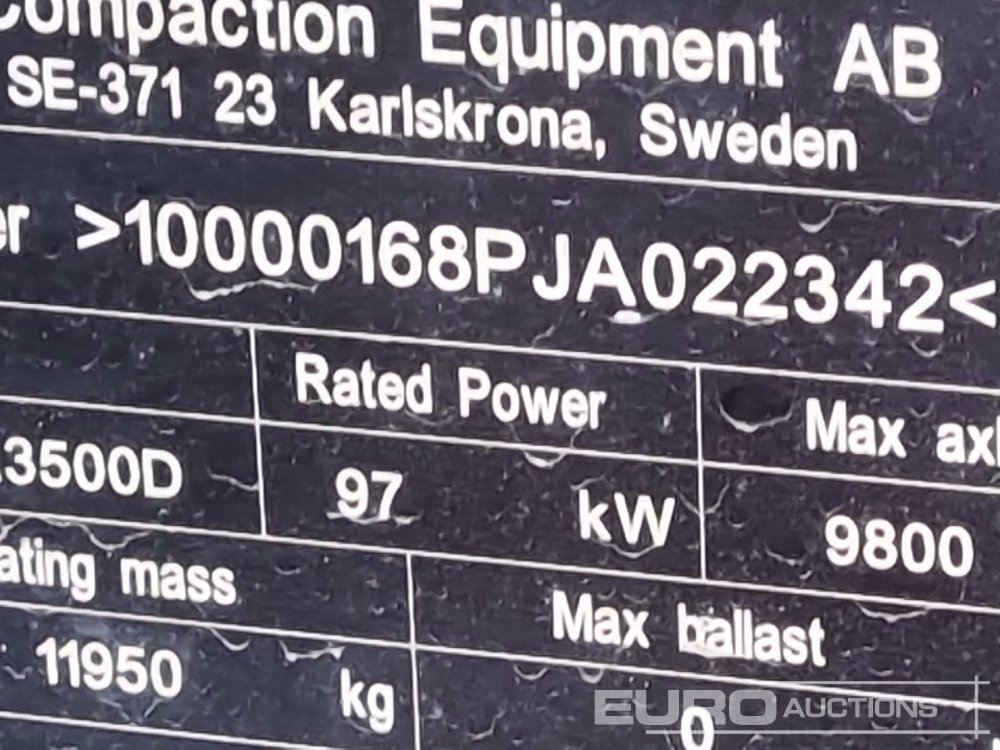 Compaction Equipment AB
SE-371 23 Karlskrona, Sweden
>10000168PJA022342<
Rated Power Max
3500D 97 kW 9800
mass Max ballast
11950 kg 0
EURO AUCTIONS